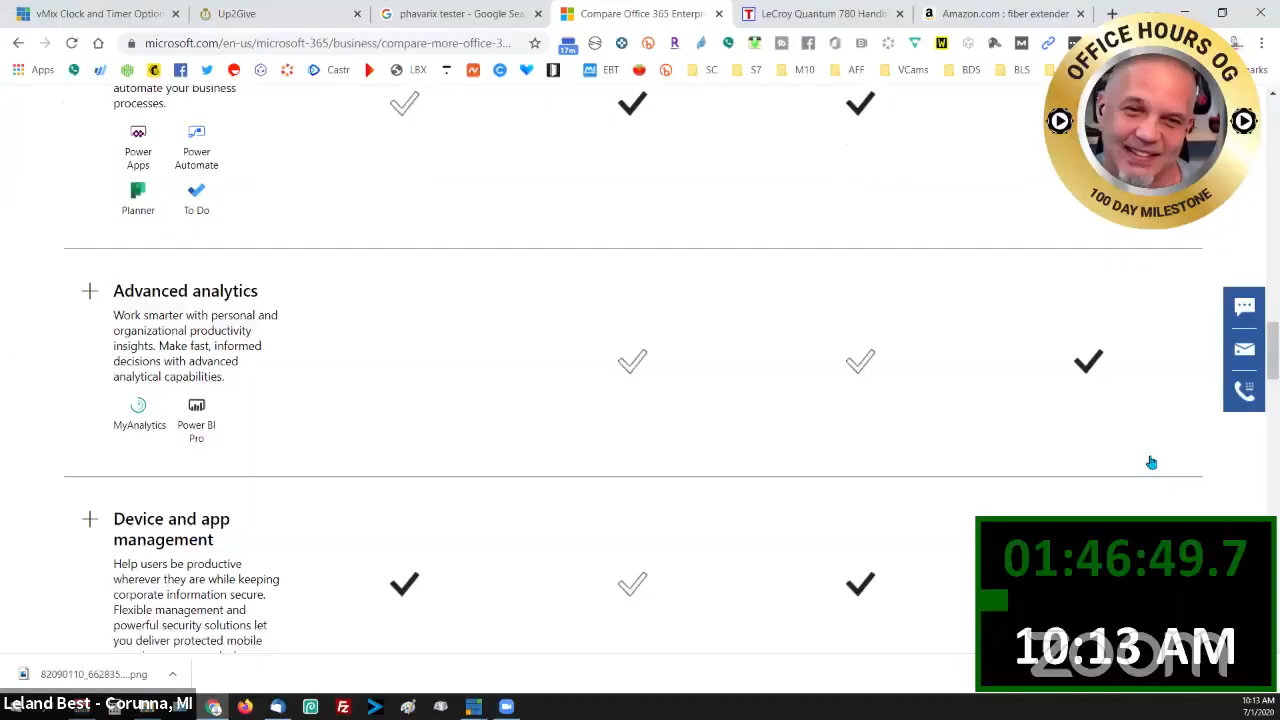 vMix Clock and Timer Option
Up2Give
phavarix tester - Google Sea
Compare Office 365 Enterpr
LeCroy Quantum 780 Handh
Amazon.com : fiber extender
microsoft.com/en-us/microsoft-365/business/compare-more-office-3...
17m
Apps
Castr
LBX
EBT
SC
S7
M10
AFF
VCams
BDS
BLS
OFFICE HOURS OG
100 DAY MILESTONE
automate your business
processes.
Power
Apps
Power
Automate
Planner
To Do
Advanced analytics
Work smarter with personal and
organizational productivity
insights. Make fast, informed
decisions with advanced
analytical capabilities.
MyAnalytics
Power BI
Pro
Device and app
management
Help users be productive
wherever they are while keeping
corporate information secure.
Flexible management and
powerful security solutions let
you deliver protected mobile
01:46:49.7
10:13 AM
zoom
82090110_662835....png
Leland Best - Corunna, MI
10:13 AM
7/1/2020